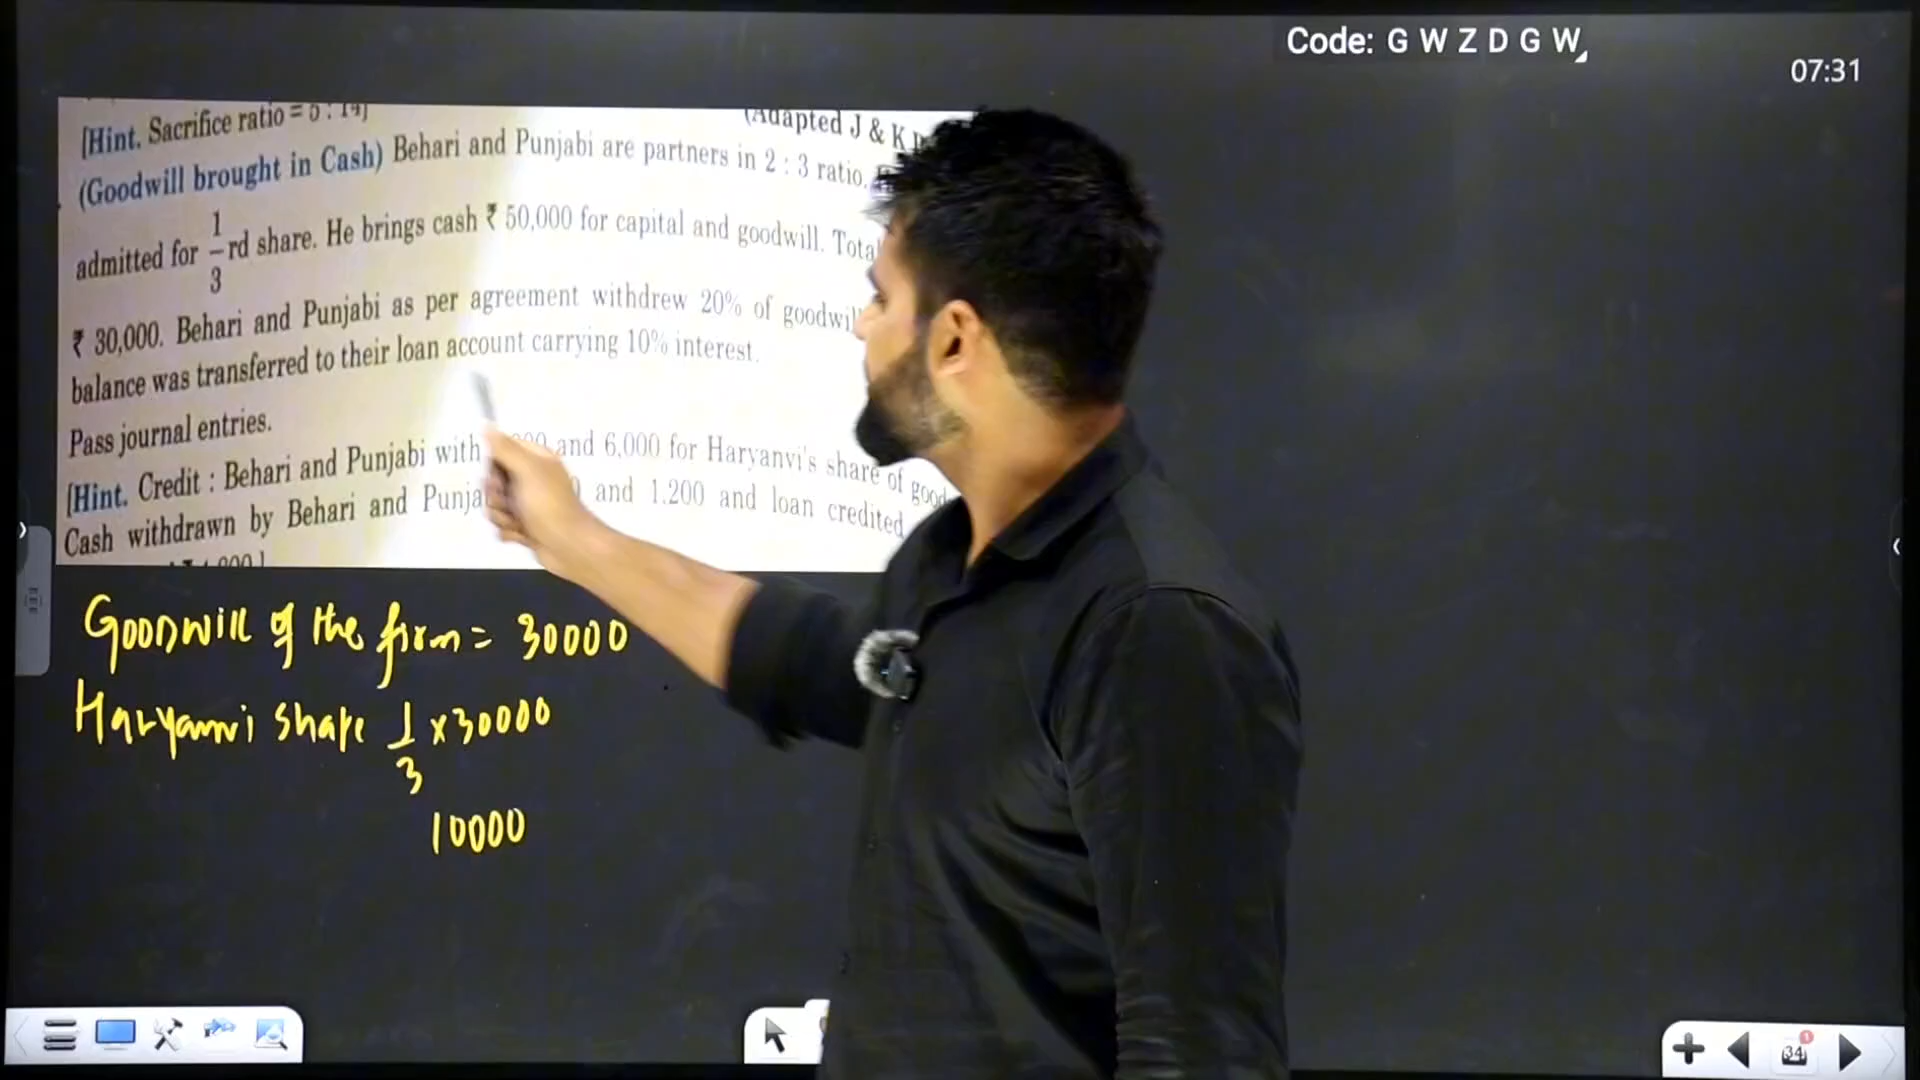 Code: G W Z D G W
07:31
[Hint. Sacrifice ratio = 5 : 14]
(Adapted J & K
(Goodwill brought in Cash) Behari and Punjabi are partners in 2 : 3 ratio.
admitted for 1/3 rd share. He brings cash ₹ 50,000 for capital and goodwill. Total
₹ 30,000. Behari and Punjabi as per agreement withdrew 20% of goodwill
balance was transferred to their loan account carrying 10% interest.
Pass journal entries.
[Hint. Credit : Behari and Punjabi with and 6,000 for Haryanvi's share of
Cash withdrawn by Behari and and 1.200 and loan credited
Goodwill of the firm = 30000
Haryanvi share 1/3 × 30000
10000
34
1